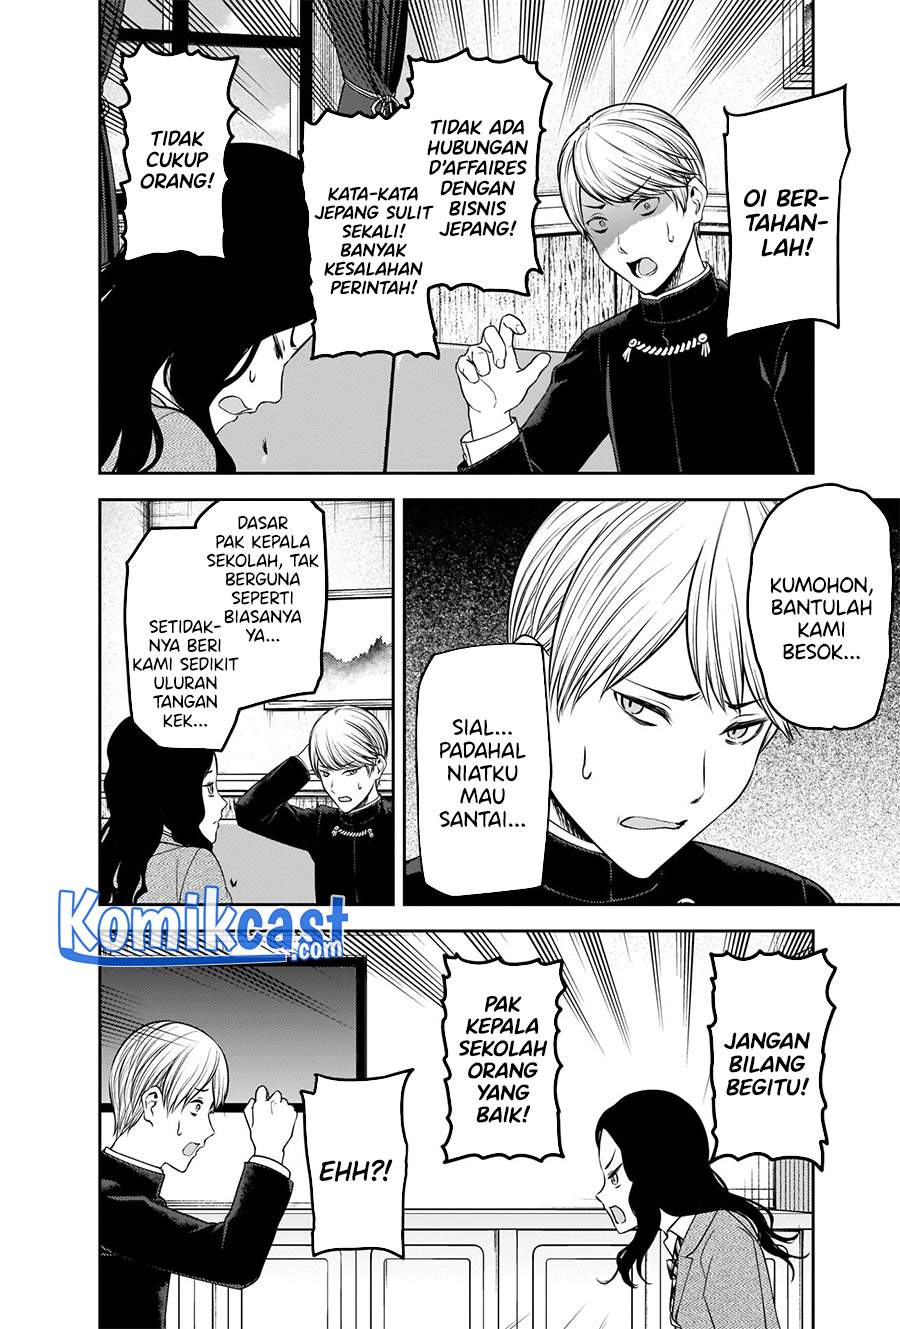 OI BER-
TAHAN-
LAH!
TIDAK ADA
HUBUNGAN
D'AFFAIRES
DENGAN
BISNIS
JEPANG!
KATA-KATA
JEPANG SULIT
SEKALI!
BANYAK
KESALAHAN
PERINTAH!
TIDAK
CUKUP
ORANG!
KUMOHON,
BANTULAH
KAMI
BESOK...
SIAL...
PADAHAL
NIATKU
MAU
SANTAI...
DASAR
PAK KEPALA
SEKOLAH, TAK
BERGUNA
SEPERTI
BIASANYA
YA...
SETIDAK-
NYA BERI
KAMI SEDIKIT
ULURAN
TANGAN
KEK...
Komikcast
.com
JANGAN
BILANG
BEGITU!
PAK
KEPALA
SEKOLAH
ORANG
YANG
BAIK!
EHH?!